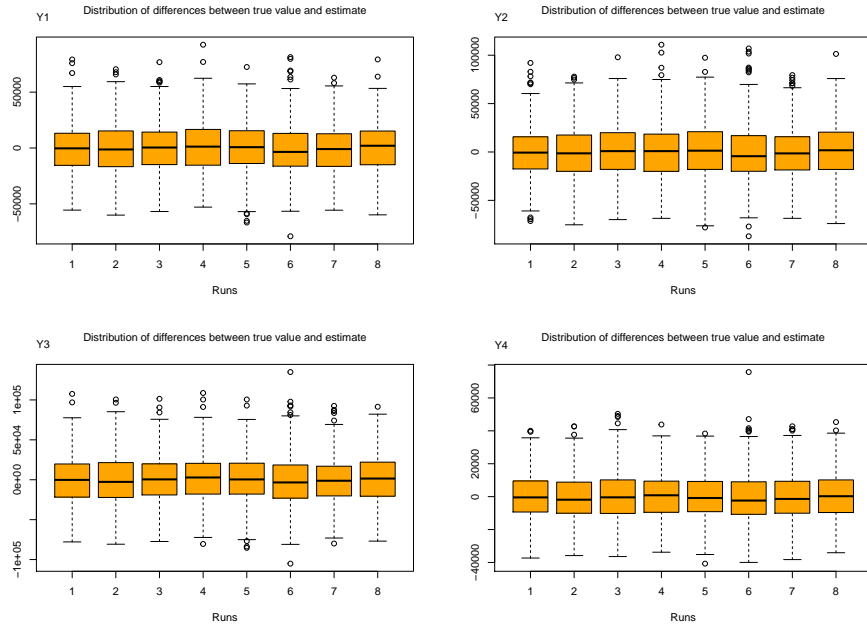 Distribution of differences between true value and estimate
Y1
50000
0
−50000
1 2 3 4 5 6 7 8
Runs
Distribution of differences between true value and estimate
Y2
100000
50000
0
−50000
1 2 3 4 5 6 7 8
Runs
Distribution of differences between true value and estimate
Y3
1e+05
5e+04
0e+00
−1e+05
1 2 3 4 5 6 7 8
Runs
Distribution of differences between true value and estimate
Y4
60000
20000
0
−40000
1 2 3 4 5 6 7 8
Runs